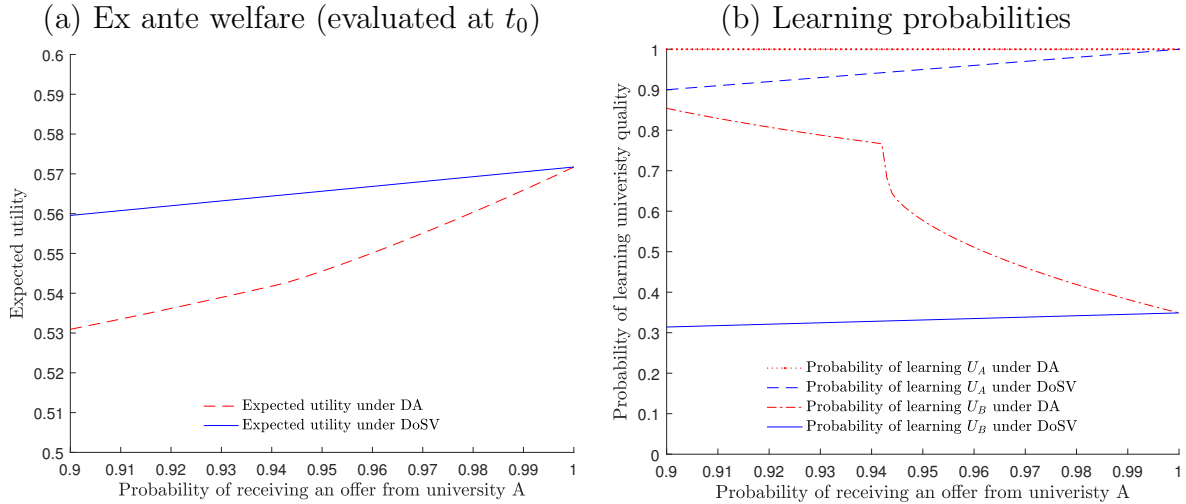 (a) Ex ante welfare (evaluated at t₀)
0.6
0.59
0.58
0.57
0.56
0.55
0.54
0.53
0.52
0.51
0.5
Expected utility
Expected utility under DA
Expected utility under DoSV
0.9 0.91 0.92 0.93 0.94 0.95 0.96 0.97 0.98 0.99 1
Probability of receiving an offer from university A
(b) Learning probabilities
1
0.9
0.8
0.7
0.6
0.5
0.4
0.3
0.2
0.1
0
Probability of learning univeristy quality
Probability of learning U_A under DA
Probability of learning U_A under DoSV
Probability of learning U_B under DA
Probability of learning U_B under DoSV
0.9 0.91 0.92 0.93 0.94 0.95 0.96 0.97 0.98 0.99 1
Probability of receiving an offer from univeristy A